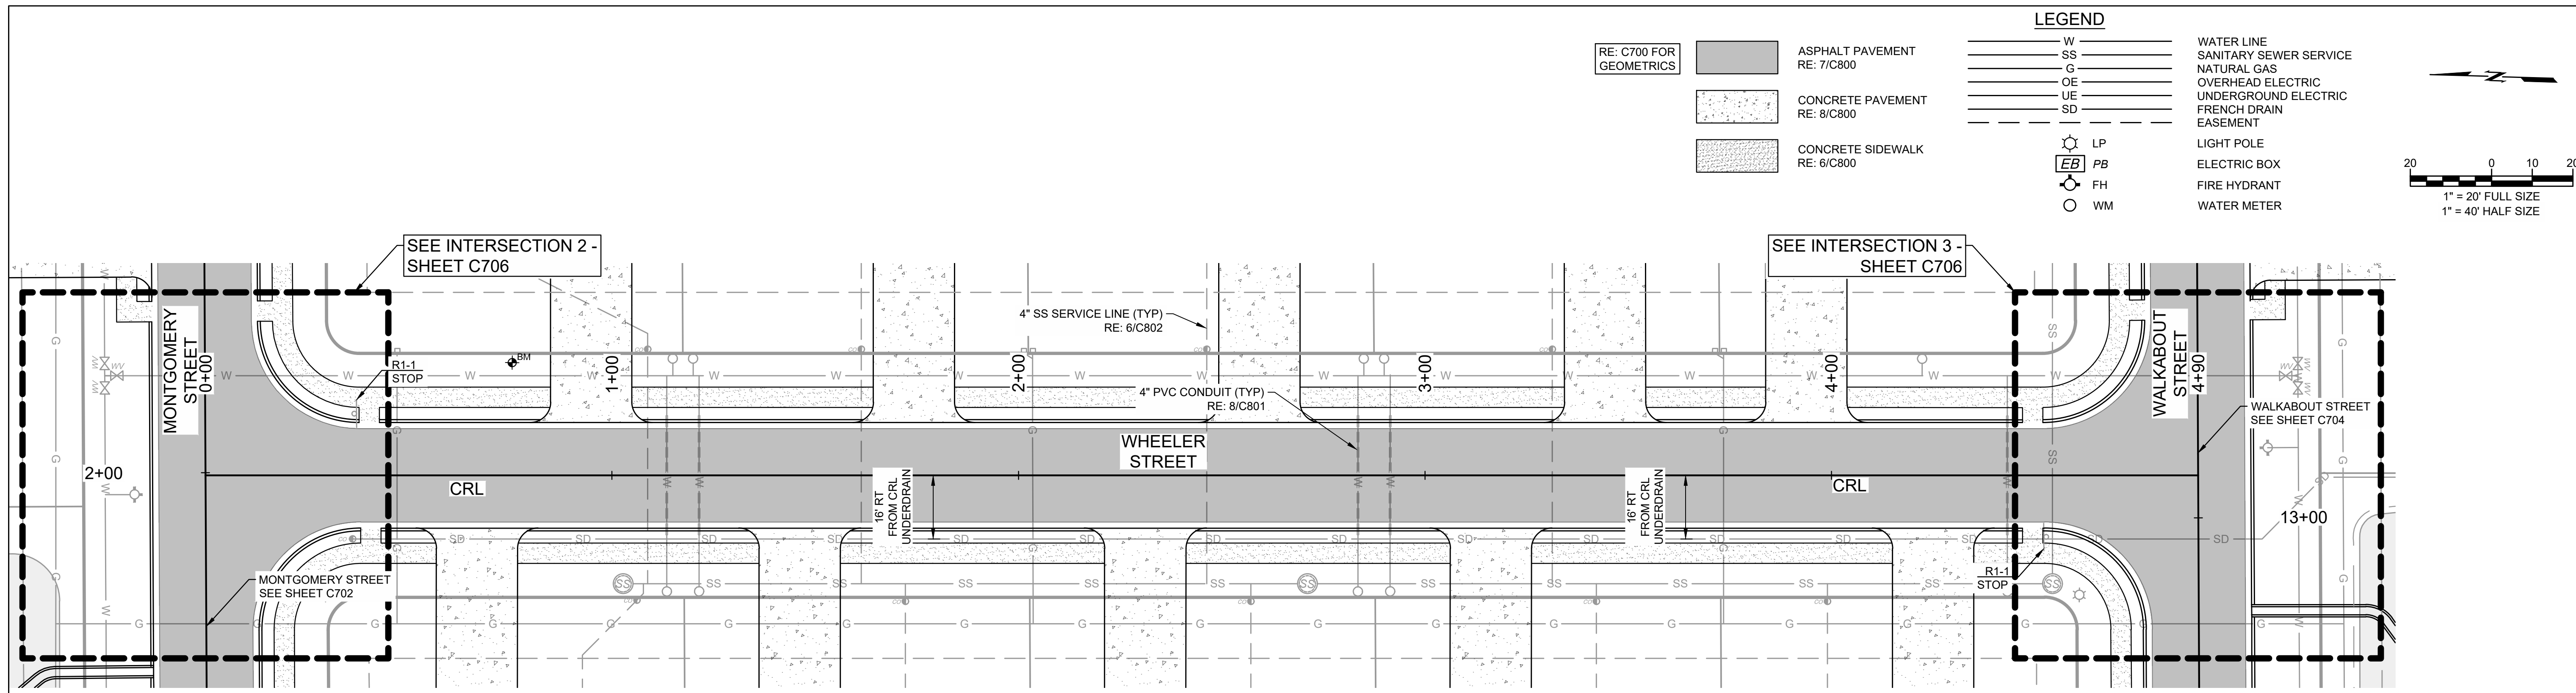 LEGEND
RE: C700 FOR
GEOMETRICS
ASPHALT PAVEMENT
RE: 7/C800
CONCRETE PAVEMENT
RE: 8/C800
CONCRETE SIDEWALK
RE: 6/C800
W WATER LINE
SS SANITARY SEWER SERVICE
G NATURAL GAS
OE OVERHEAD ELECTRIC
UE UNDERGROUND ELECTRIC
SD FRENCH DRAIN
EASEMENT
LP LIGHT POLE
EB PB ELECTRIC BOX
FH FIRE HYDRANT
WM WATER METER
N
20 0 10 20
1" = 20' FULL SIZE
1" = 40' HALF SIZE
SEE INTERSECTION 2 -
SHEET C706
SEE INTERSECTION 3 -
SHEET C706
MONTGOMERY
STREET
0+00
R1-1
STOP
BM
1+00
2+00
3+00
4+00
4" SS SERVICE LINE (TYP)
RE: 6/C802
4" PVC CONDUIT (TYP)
RE: 8/C801
WALKABOUT
STREET
4+90
WALKABOUT STREET
SEE SHEET C704
2+00
CRL
WHEELER
STREET
CRL
16' RT
FROM CRL
UNDERDRAIN
16' RT
FROM CRL
UNDERDRAIN
13+00
MONTGOMERY STREET
SEE SHEET C702
R1-1
STOP